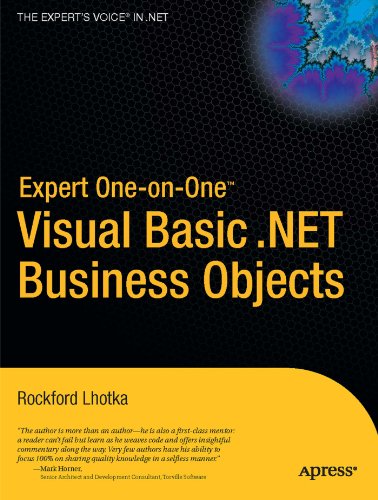 THE EXPERT'S VOICE® IN .NET
Expert One-on-One™
Visual Basic .NET
Business Objects
Rockford Lhotka
"The author is more than an author—he is also a first-class mentor:
a reader can't fail but learn as he weaves code and offers insightful
commentary along the way. Very few authors have his ability to
focus 100% on sharing quality knowledge in a selfless manner."
—Mark Horner,
Senior Architect and Development Consultant, Torville Software
Apress®